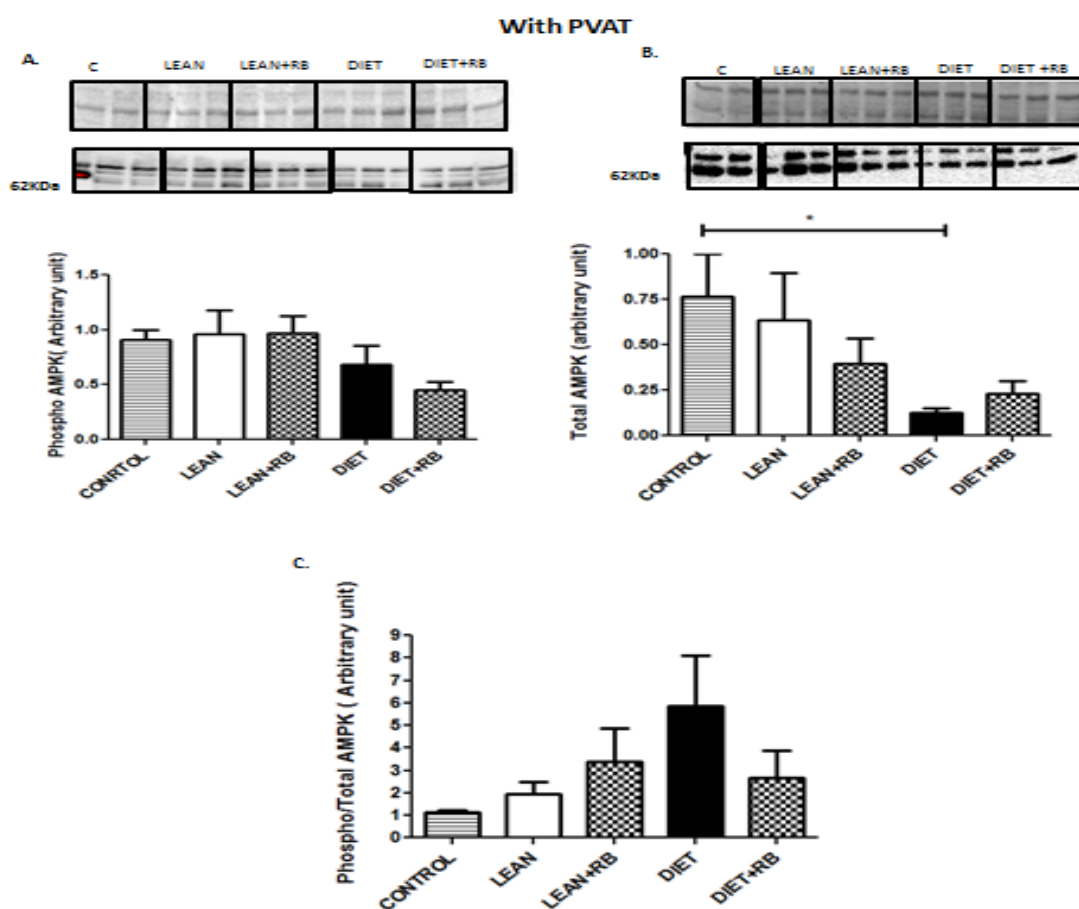 With PVAT
A.
C LEAN LEAN+RB DIET DIET+RB
62KDa
Phospho AMPK( Arbitrary unit)
1.5
1.0
0.5
0.0
CONRTOL LEAN LEAN+RB DIET DIET+RB
B.
C LEAN LEAN+RB DIET DIET +RB
62KDa
*
Total AMPK (arbitrary unit)
1.00
0.75
0.50
0.25
0.00
CONTROL LEAN LEAN+RB DIET DIET+RB
C.
Phospho/Total AMPK ( Arbitrary unit)
9
8
7
6
5
4
3
2
1
0
CONTROL LEAN LEAN+RB DIET DIET+RB